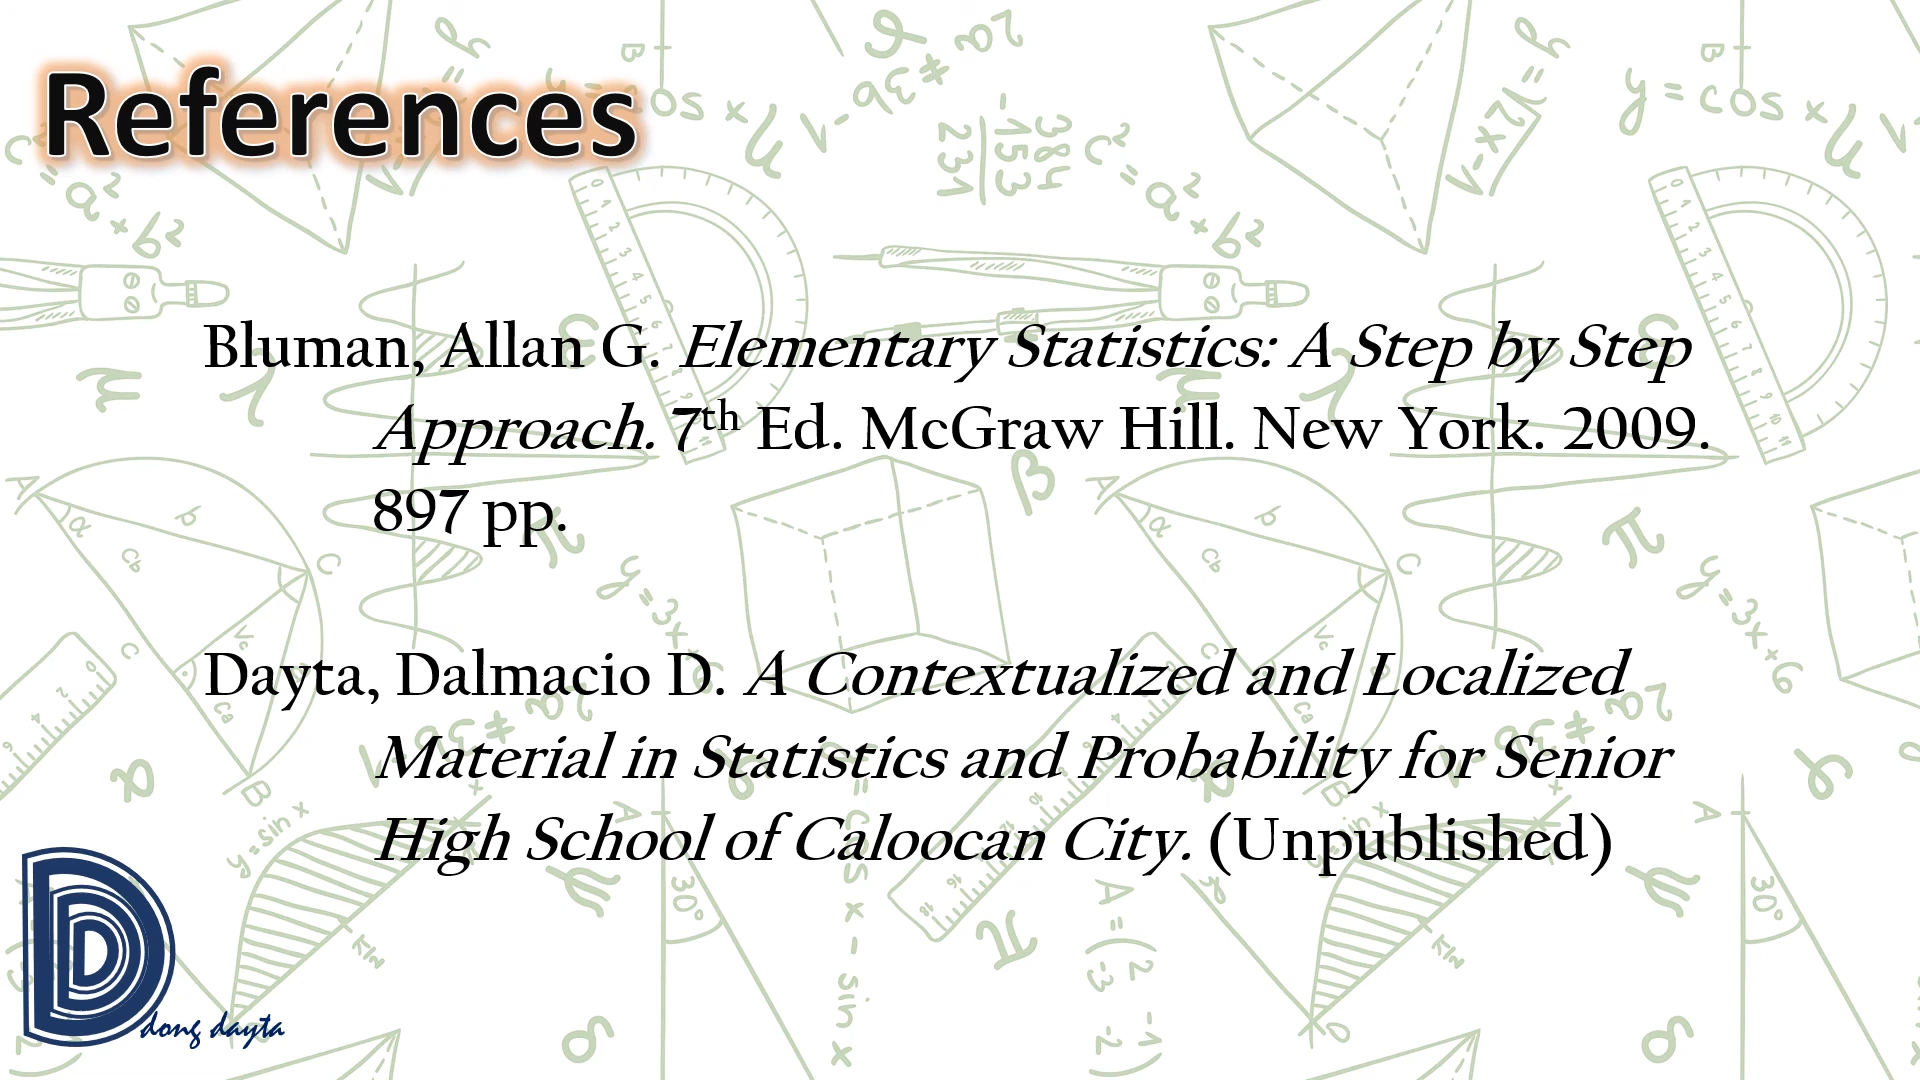 References
Bluman, Allan G. Elementary Statistics: A Step by Step
Approach. 7th Ed. McGraw Hill. New York. 2009.
897 pp.
Dayta, Dalmacio D. A Contextualized and Localized
Material in Statistics and Probability for Senior
High School of Caloocan City. (Unpublished)
dong dayta